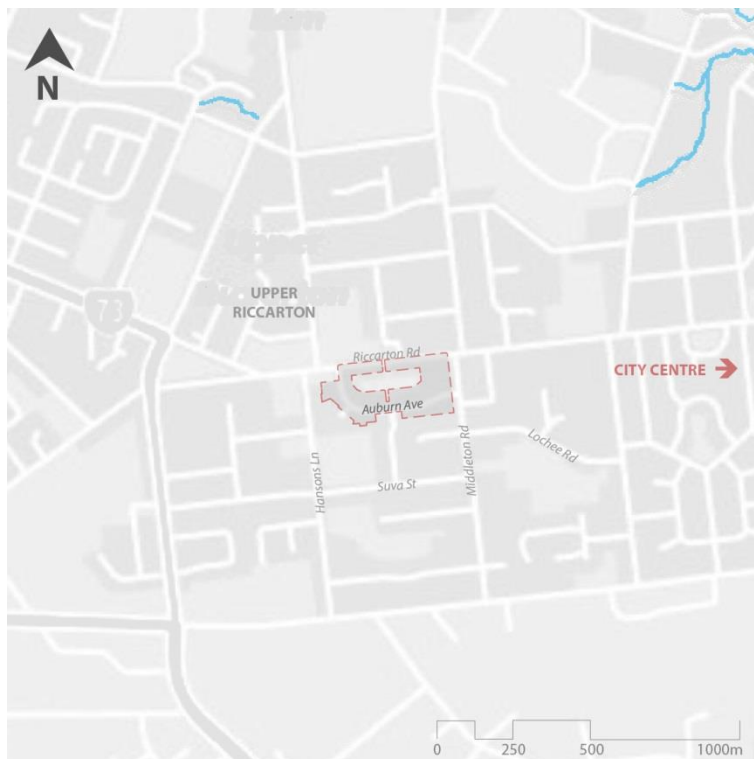 N
73
UPPER
RICCARTON
Riccarton Rd
CITY CENTRE
Auburn Ave
Lochee Rd
Hansons Ln
Middleton Rd
Suva St
0 250 500 1000m